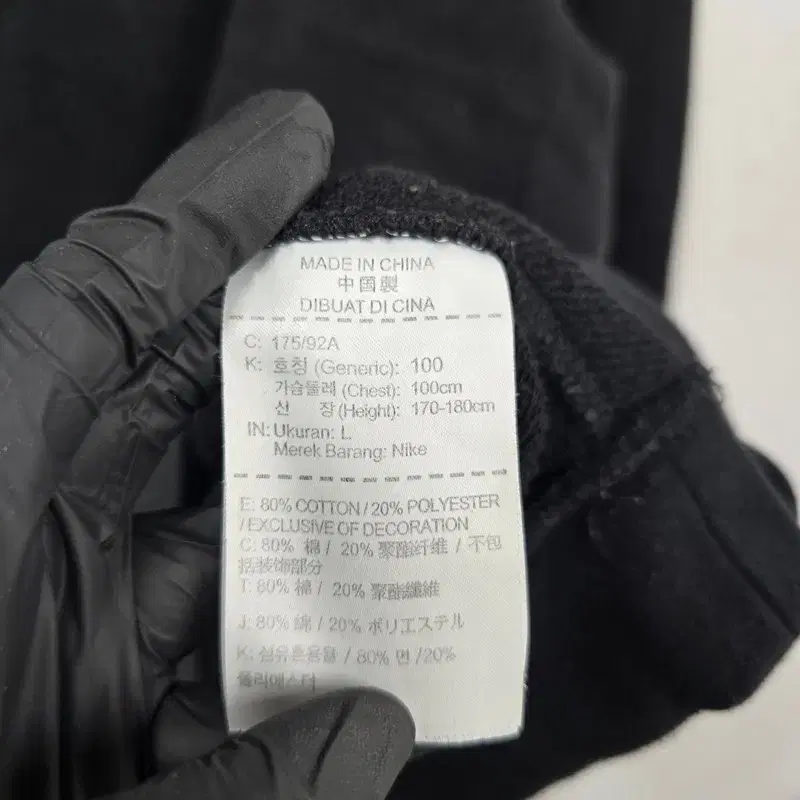 MADE IN CHINA
中国製
DIBUAT DI CINA
C: 175/92A
K: 호칭 (Generic): 100
가슴둘레 (Chest): 100cm
신 장 (Height): 170-180cm
IN: Ukuran: L
Merek Barang: Nike
E: 80% COTTON / 20% POLYESTER
/ EXCLUSIVE OF DECORATION
C: 80% 棉 / 20% 聚酯纤维 / 不包
括装饰部分
T: 80% 棉 / 20% 聚酯纖維
J: 80% 綿 / 20% ポリエステル
K: 섬유혼용율 / 80% 면 /20%
폴리에스터